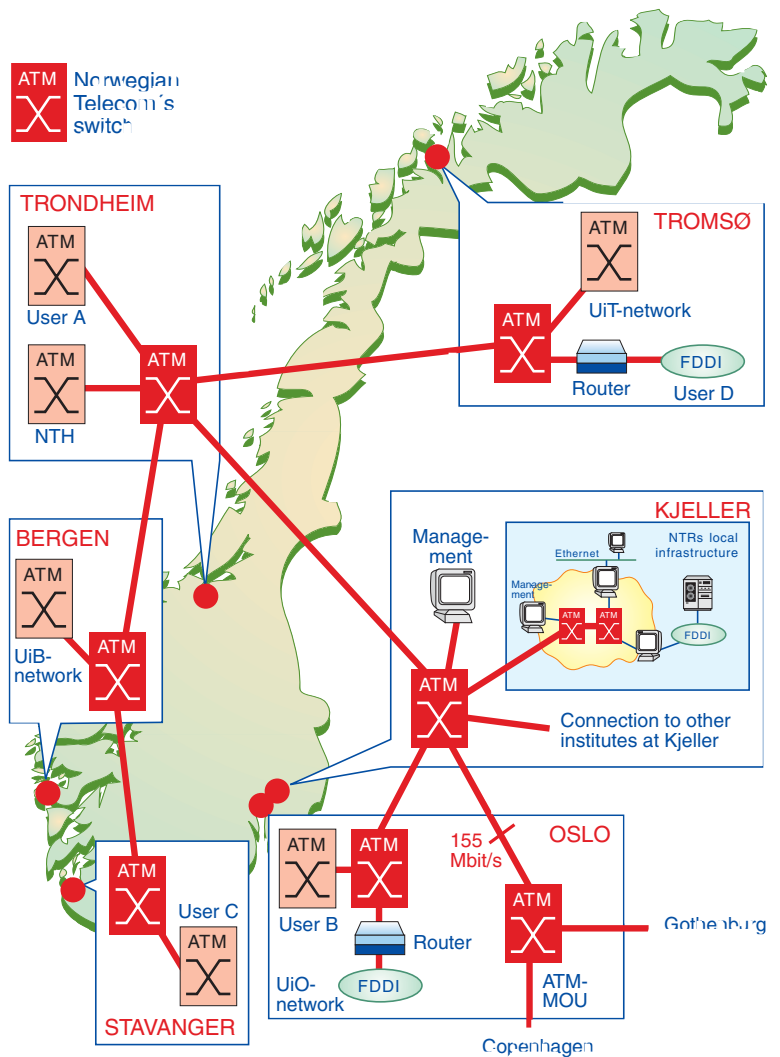 ATM
Norwegian
Telecom´s
switch
TRONDHEIM
ATM
User A
ATM
NTH
ATM
TROMSØ
ATM
UiT-network
ATM
Router
FDDI
User D
BERGEN
ATM
UiB-
network
ATM
KJELLER
Manage-
ment
NTRs local
infrastructure
Ethernet
Manage-
ment
ATM
ATM
FDDI
ATM
Connection to other
institutes at Kjeller
STAVANGER
ATM
User C
ATM
OSLO
155
Mbit/s
ATM
User B
ATM
Router
UiO-
network
FDDI
ATM
ATM-
MOU
Gothenburg
Copenhagen